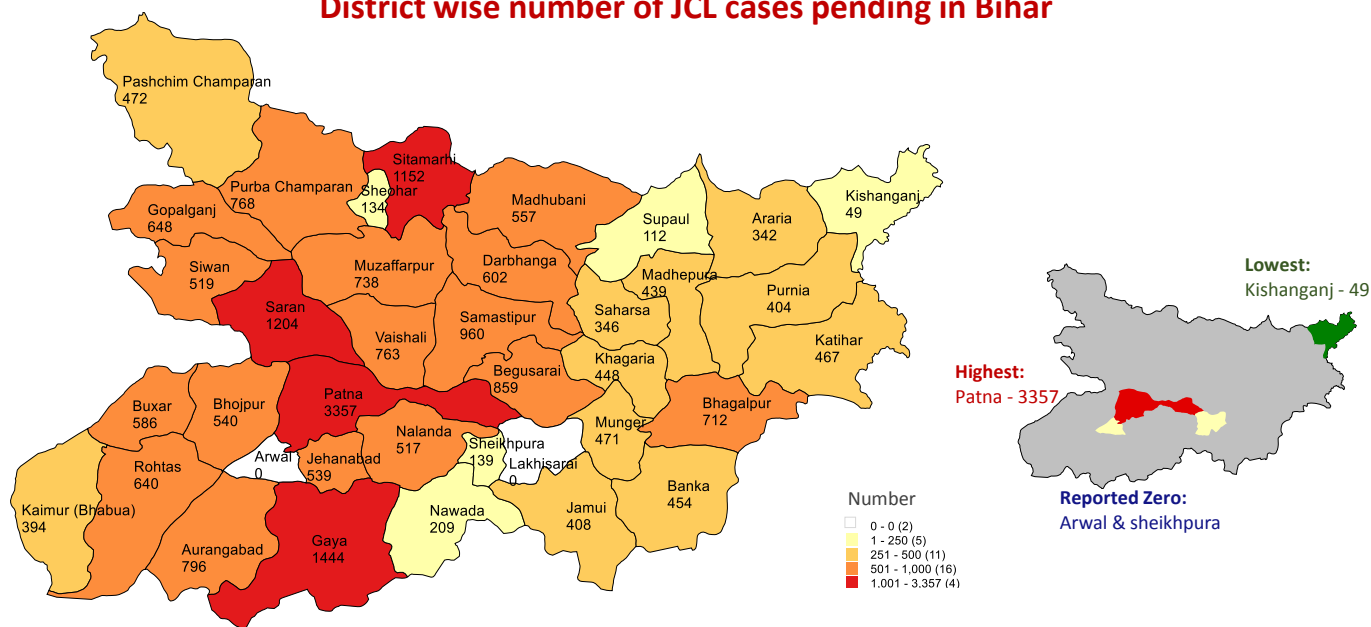 District wise number of JCL cases pending in Bihar
Pashchim Champaran
472
Sitamarhi
1152
Purba Champaran
768
Sheohar
134
Gopalganj
648
Madhubani
557
Supaul
112
Araria
342
Kishanganj
49
Siwan
519
Muzaffarpur
738
Darbhanga
602
Madhepura
439
Purnia
404
Saran
1204
Vaishali
763
Samastipur
960
Saharsa
346
Katihar
467
Khagaria
448
Begusarai
859
Buxar
586
Bhojpur
540
Patna
3357
Bhagalpur
712
Nalanda
517
Munger
471
Sheikhpura
139
Arwal
0
Jehanabad
539
Lakhisarai
0
Rohtas
640
Kaimur (Bhabua)
394
Nawada
209
Jamui
408
Banka
454
Aurangabad
796
Gaya
1444
Number
0 - 0 (2)
1 - 250 (5)
251 - 500 (11)
501 - 1,000 (16)
1,001 - 3,357 (4)
Lowest:
Kishanganj - 49
Highest:
Patna - 3357
Reported Zero:
Arwal & sheikhpura